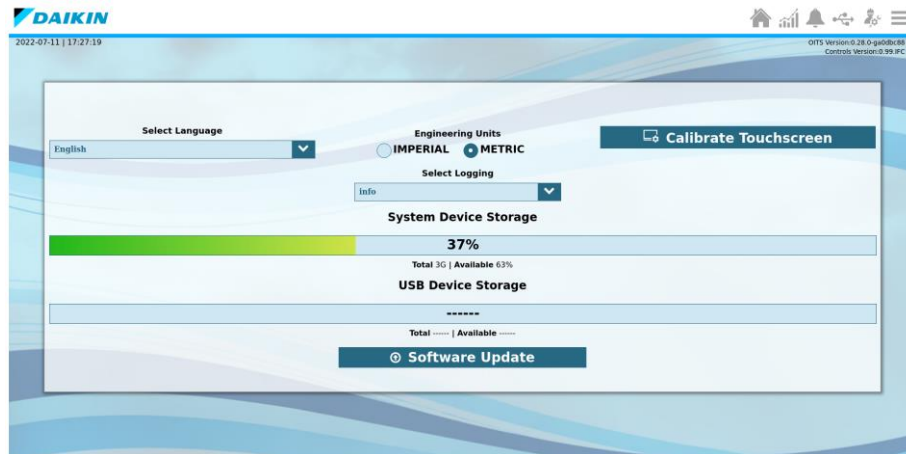 DAIKIN
2022-07-11 | 17:27:19
OITS Version:0.28.0-ga0dbc88
Controls Version:0.99.IFC
Select Language
English
Engineering Units
IMPERIAL METRIC
Calibrate Touchscreen
Select Logging
info
System Device Storage
37%
Total 3G | Available 63%
USB Device Storage
------
Total ------ | Available ------
Software Update